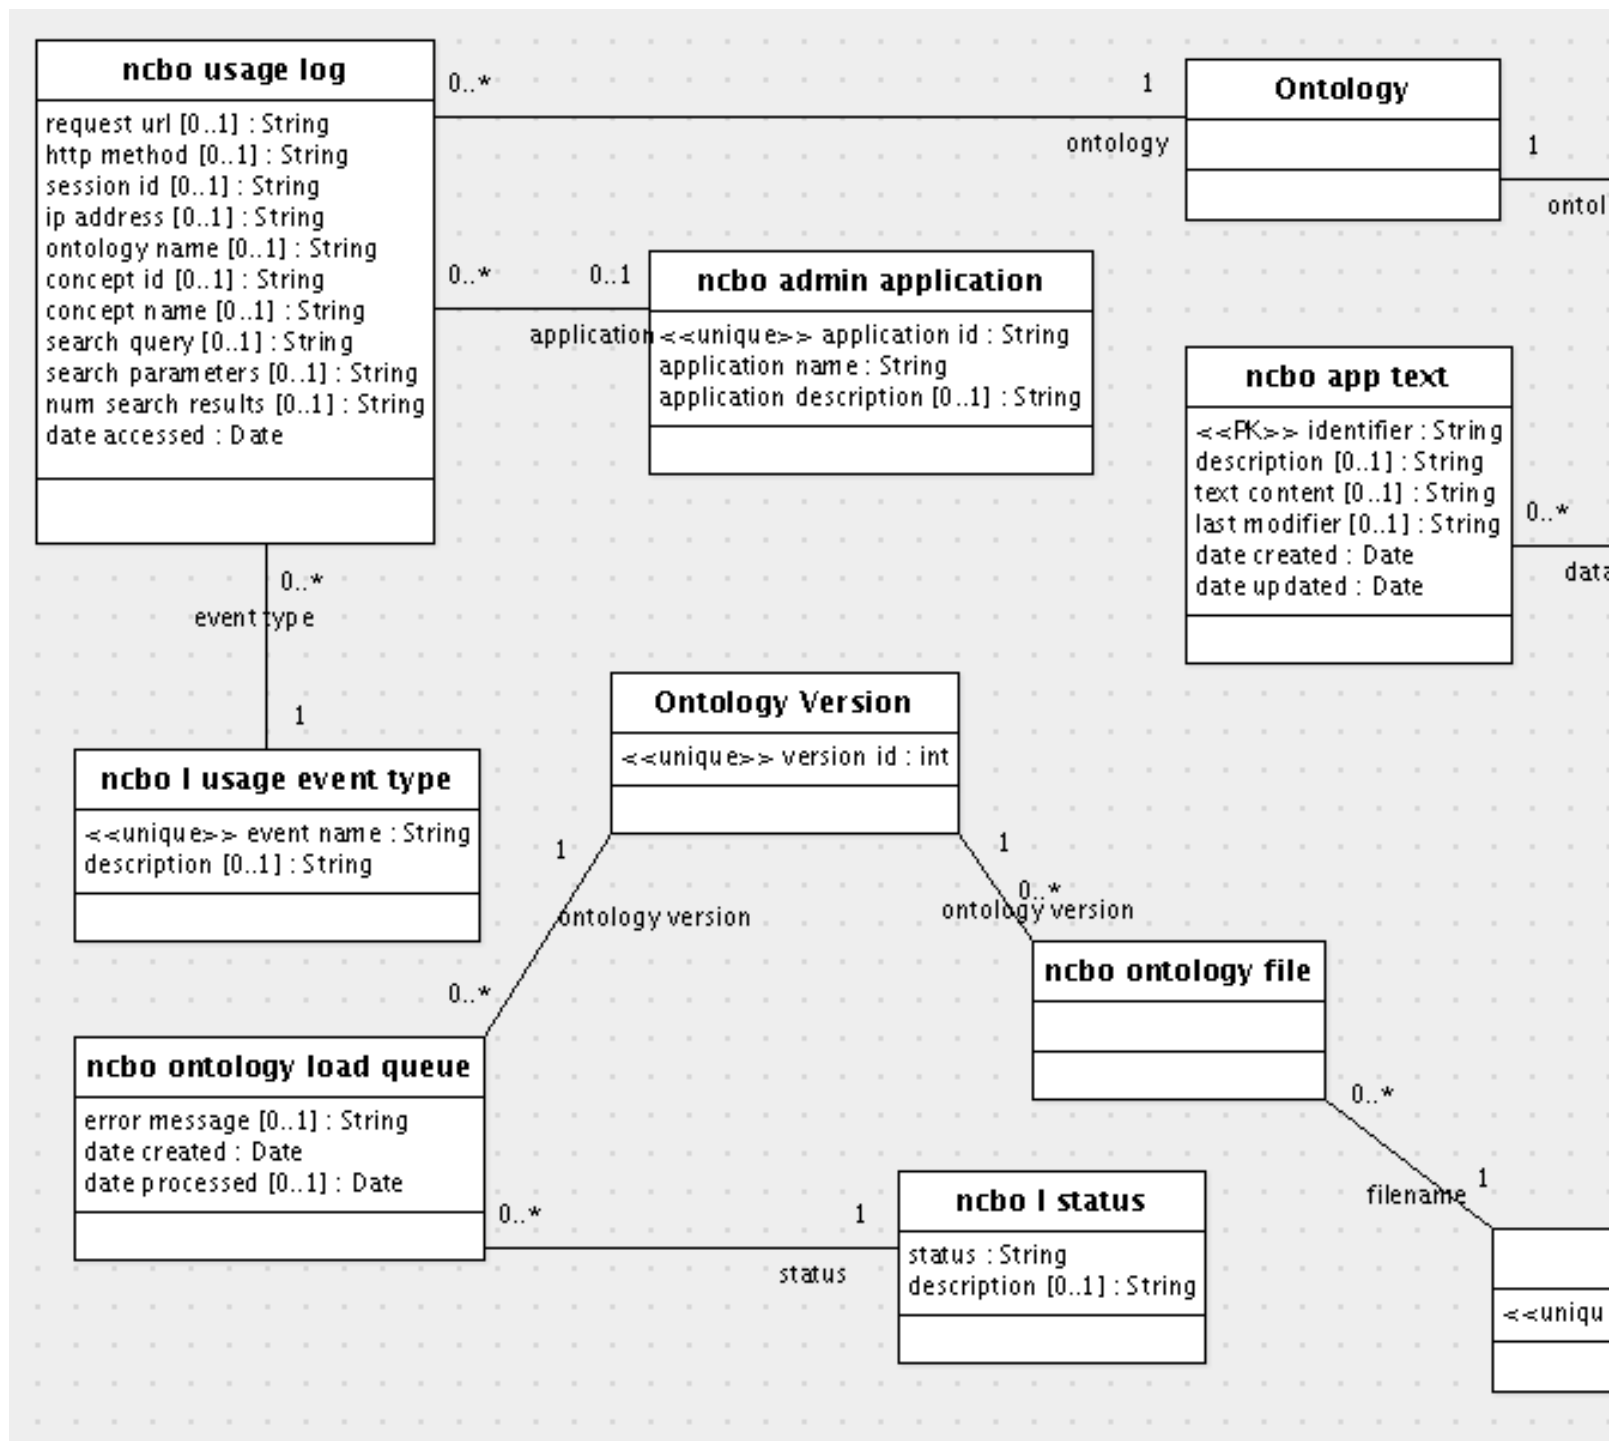 ncbo usage log
request url [0..1] : String
http method [0..1] : String
session id [0..1] : String
ip address [0..1] : String
ontology name [0..1] : String
concept id [0..1] : String
concept name [0..1] : String
search query [0..1] : String
search parameters [0..1] : String
num search results [0..1] : String
date accessed : Date
0..*
1
ontology
Ontology
1
ontol
0..*
0..1
application
ncbo admin application
<<unique>> application id : String
application name : String
application description [0..1] : String
ncbo app text
<<PK>> identifier : String
description [0..1] : String
text content [0..1] : String
last modifier [0..1] : String
date created : Date
date updated : Date
0..*
data
0..*
event type
1
ncbo l usage event type
<<unique>> event name : String
description [0..1] : String
Ontology Version
<<unique>> version id : int
1
ontology version
0..*
1
0..*
ontology version
ncbo ontology file
ncbo ontology load queue
error message [0..1] : String
date created : Date
date processed [0..1] : Date
0..*
1
status
ncbo l status
status : String
description [0..1] : String
0..*
1
filename
<<uniqu